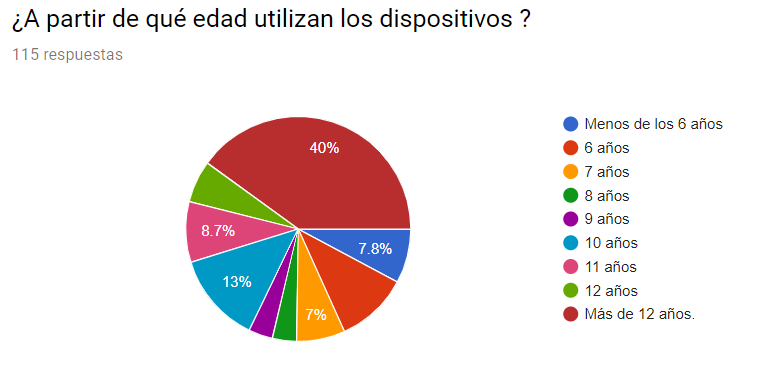 ¿A partir de qué edad utilizan los dispositivos ?
115 respuestas
40%
7.8%
8.7%
13%
7%
Menos de los 6 años
6 años
7 años
8 años
9 años
10 años
11 años
12 años
Más de 12 años.